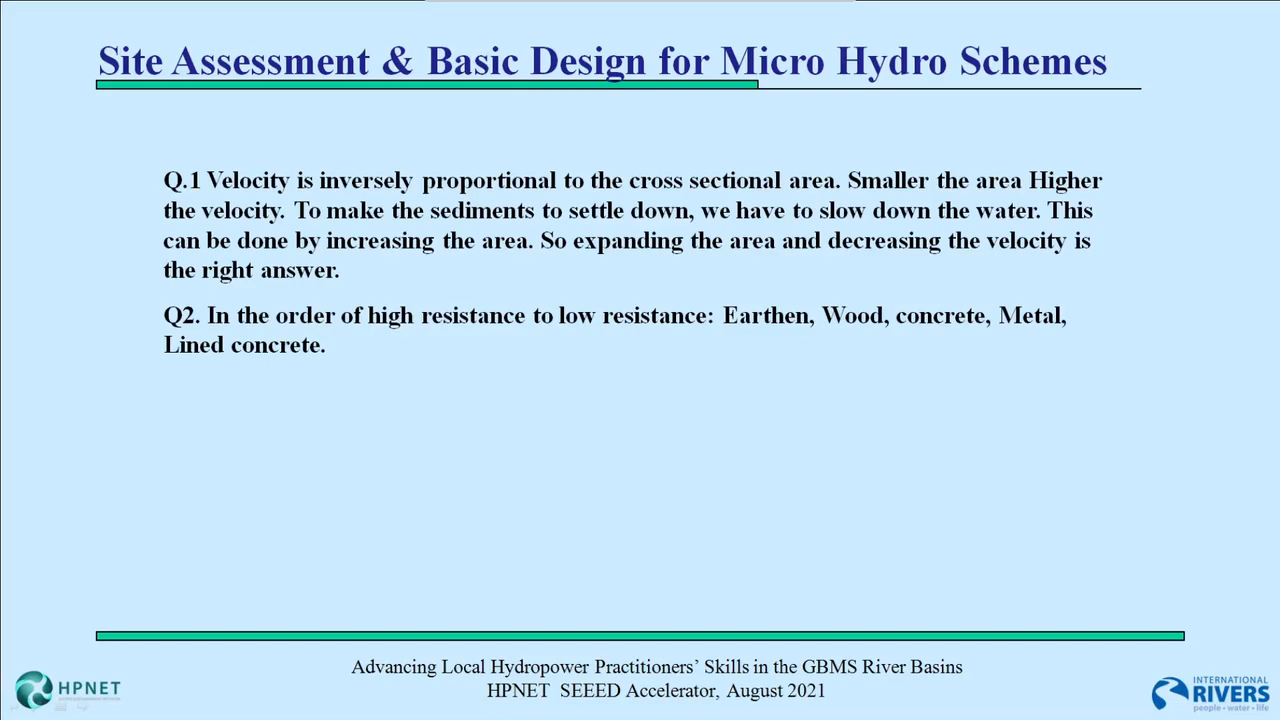 Site Assessment & Basic Design for Micro Hydro Schemes
Q.1 Velocity is inversely proportional to the cross sectional area. Smaller the area Higher
the velocity. To make the sediments to settle down, we have to slow down the water. This
can be done by increasing the area. So expanding the area and decreasing the velocity is
the right answer.
Q2. In the order of high resistance to low resistance: Earthen, Wood, concrete, Metal,
Lined concrete.
Advancing Local Hydropower Practitioners’ Skills in the GBMS River Basins
HPNET SEEED Accelerator, August 2021
HPNET
INTERNATIONAL
RIVERS
people • water • life